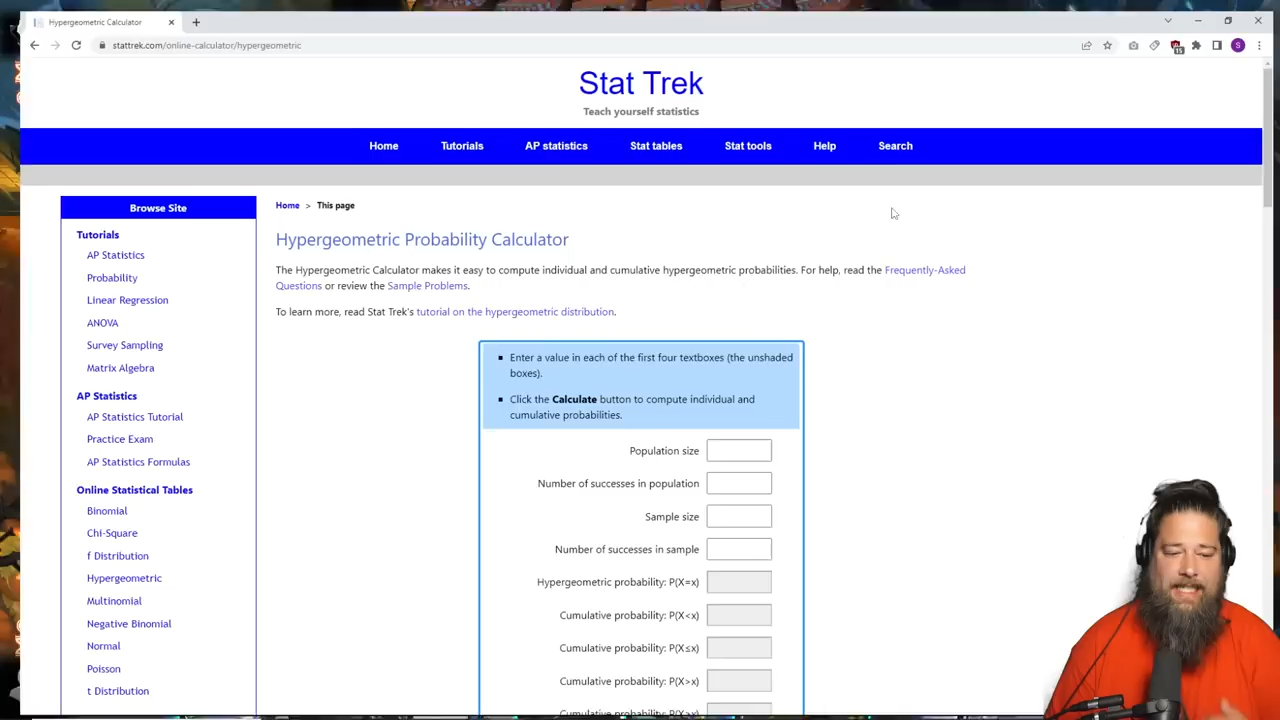 Hypergeometric Calculator
stattrek.com/online-calculator/hypergeometric
S
15
Stat Trek
Teach yourself statistics
Home Tutorials AP statistics Stat tables Stat tools Help Search
Browse Site
Tutorials
AP Statistics
Probability
Linear Regression
ANOVA
Survey Sampling
Matrix Algebra
AP Statistics
AP Statistics Tutorial
Practice Exam
AP Statistics Formulas
Online Statistical Tables
Binomial
Chi-Square
f Distribution
Hypergeometric
Multinomial
Negative Binomial
Normal
Poisson
t Distribution
Home > This page
Hypergeometric Probability Calculator
The Hypergeometric Calculator makes it easy to compute individual and cumulative hypergeometric probabilities. For help, read the Frequently-Asked
Questions or review the Sample Problems.
To learn more, read Stat Trek's tutorial on the hypergeometric distribution.
Enter a value in each of the first four textboxes (the unshaded
boxes).
Click the Calculate button to compute individual and
cumulative probabilities.
Population size
Number of successes in population
Sample size
Number of successes in sample
Hypergeometric probability: P(X=x)
Cumulative probability: P(X<x)
Cumulative probability: P(X≤x)
Cumulative probability: P(X>x)
Cumulative probability: P(X≥x)